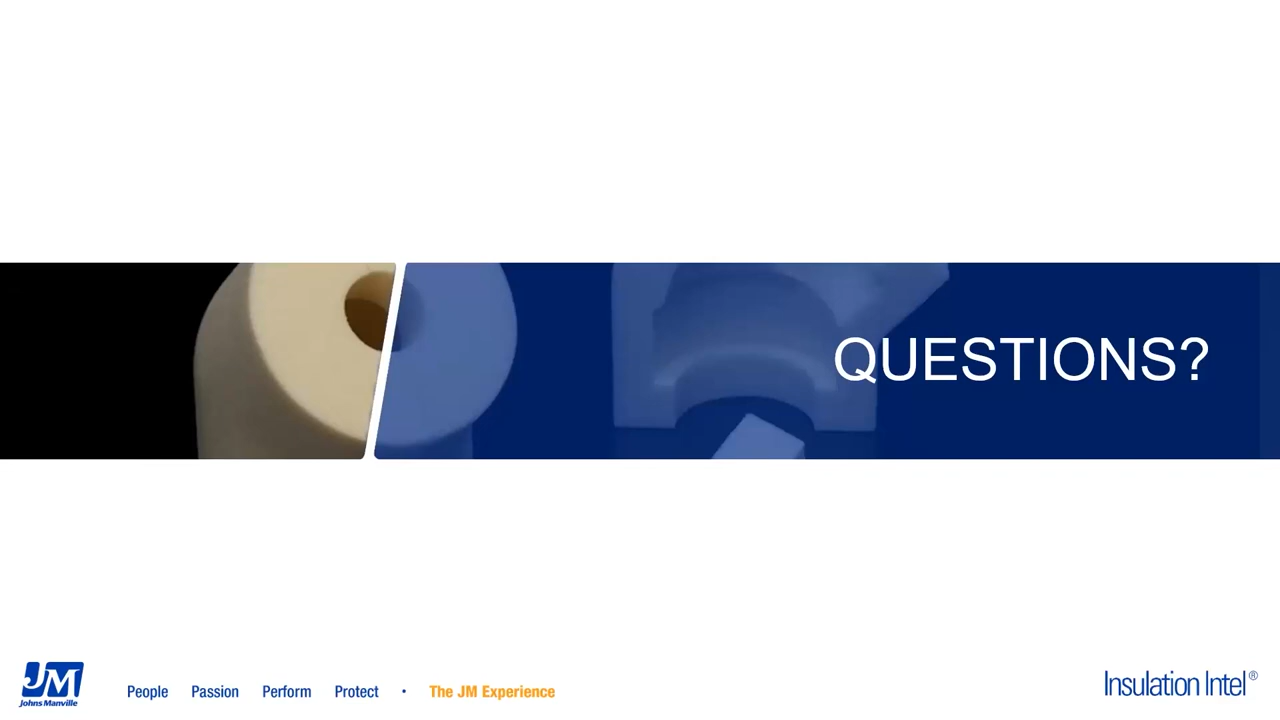 QUESTIONS?
JM
Johns Manville
People Passion Perform Protect • The JM Experience
Insulation Intel®